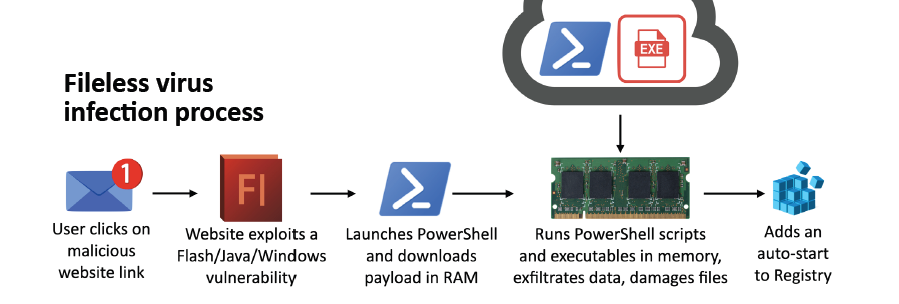 EXE
Fileless virus
infection process
1
Fl
User clicks on
malicious
website link
Website exploits a
Flash/Java/Windows
vulnerability
Launches PowerShell
and downloads
payload in RAM
Runs PowerShell scripts
and executables in memory,
exfiltrates data, damages files
Adds an
auto-start
to Registry